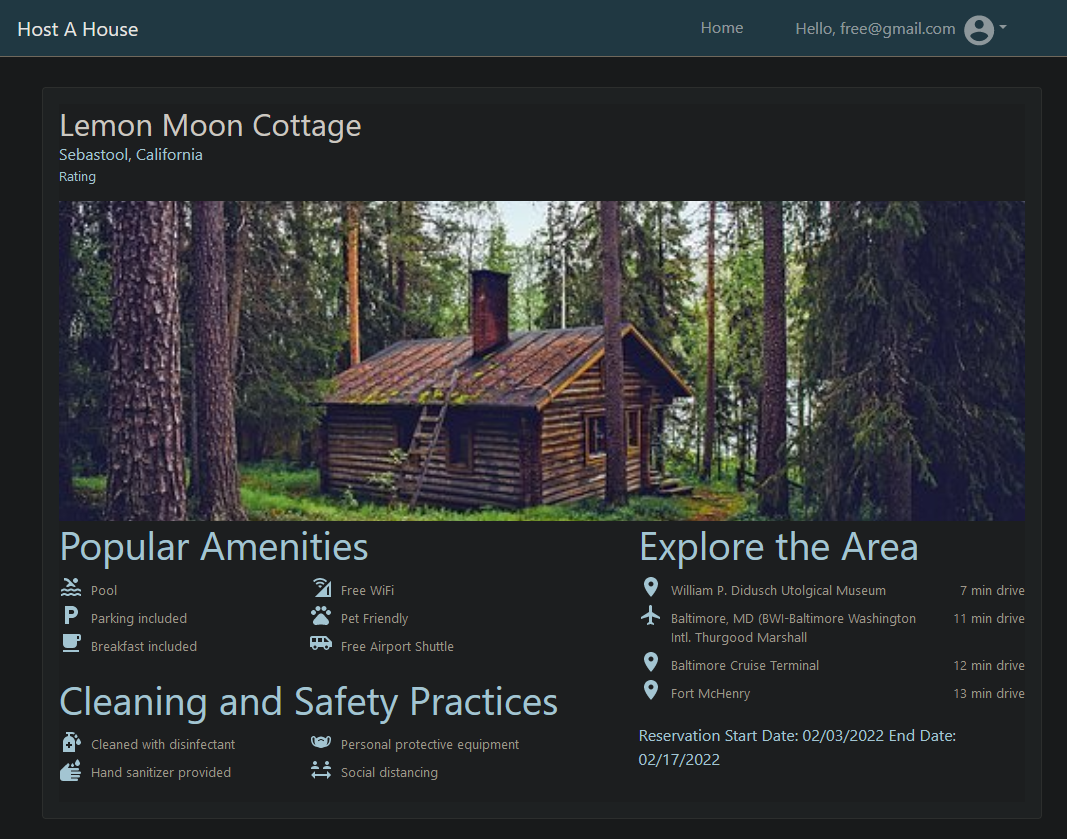 Host A House
Home
Hello, free@gmail.com
Lemon Moon Cottage
Sebastool, California
Rating
Popular Amenities
Pool
Free WiFi
Parking included
Pet Friendly
Breakfast included
Free Airport Shuttle
Cleaning and Safety Practices
Cleaned with disinfectant
Personal protective equipment
Hand sanitizer provided
Social distancing
Explore the Area
William P. Didusch Utolgical Museum 7 min drive
Baltimore, MD (BWI-Baltimore Washington 11 min drive
Intl. Thurgood Marshall
Baltimore Cruise Terminal 12 min drive
Fort McHenry 13 min drive
Reservation Start Date: 02/03/2022 End Date:
02/17/2022